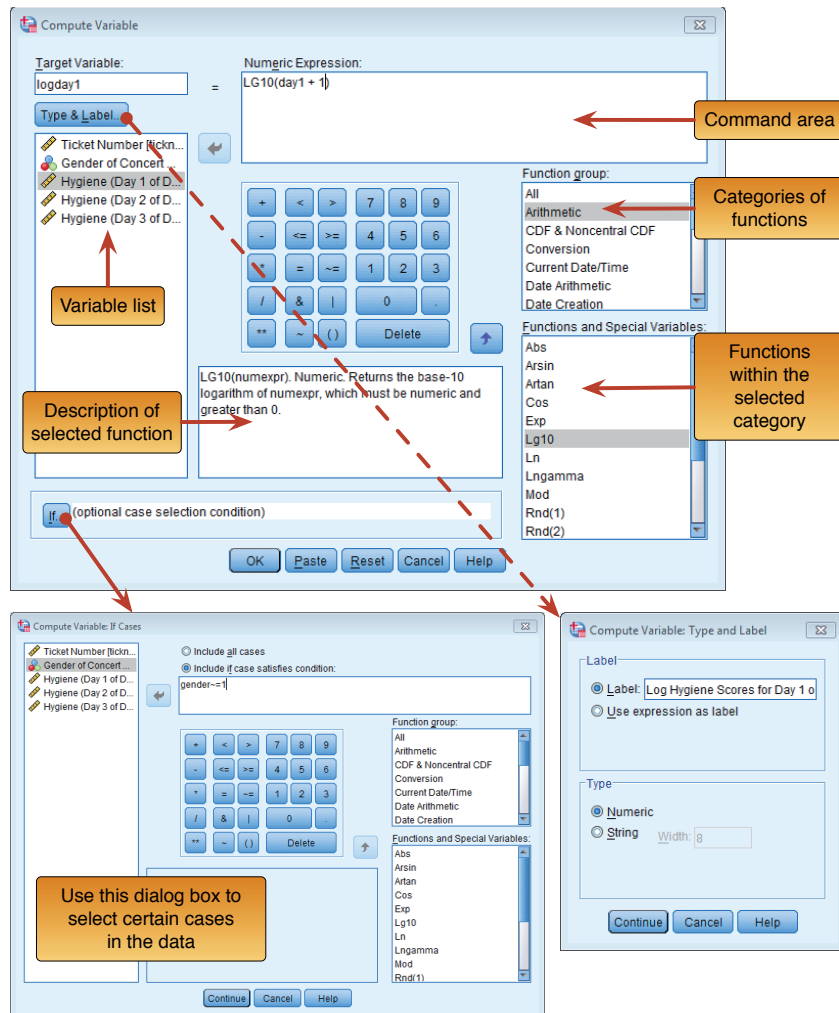 Compute Variable
Target Variable:
logday1
=
Numeric Expression:
LG10(day1 + 1)
Type & Label...
Command area
Ticket Number [tickn...
Gender of Concert ...
Hygiene (Day 1 of D...
Hygiene (Day 2 of D...
Hygiene (Day 3 of D...
Variable list
+ < > 7 8 9
- <= >= 4 5 6
* = ~= 1 2 3
/ & | 0 .
** ~ ( ) Delete
Function group:
All
Arithmetic
CDF & Noncentral CDF
Conversion
Current Date/Time
Date Arithmetic
Date Creation
Categories of
functions
Functions and Special Variables:
Abs
Arsin
Artan
Cos
Exp
Lg10
Ln
Lngamma
Mod
Rnd(1)
Rnd(2)
Functions
within the
selected
category
LG10(numexpr). Numeric. Returns the base-10
logarithm of numexpr, which must be numeric and
greater than 0.
Description of
selected function
If... (optional case selection condition)
OK Paste Reset Cancel Help
Compute Variable: If Cases
Ticket Number [tickn...
Gender of Concert ...
Hygiene (Day 1 of D...
Hygiene (Day 2 of D...
Hygiene (Day 3 of D...
Include all cases
Include if case satisfies condition:
gender~=1
+ < > 7 8 9
- <= >= 4 5 6
* = ~= 1 2 3
/ & | 0 .
** ~ ( ) Delete
Function group:
All
Arithmetic
CDF & Noncentral CDF
Conversion
Current Date/Time
Date Arithmetic
Date Creation
Functions and Special Variables:
Abs
Arsin
Artan
Cos
Exp
Lg10
Ln
Lngamma
Mod
Rnd(1)
Use this dialog box to
select certain cases
in the data
Continue Cancel Help
Compute Variable: Type and Label
Label
Label: Log Hygiene Scores for Day 1 o
Use expression as label
Type
Numeric
String Width: 8
Continue Cancel Help